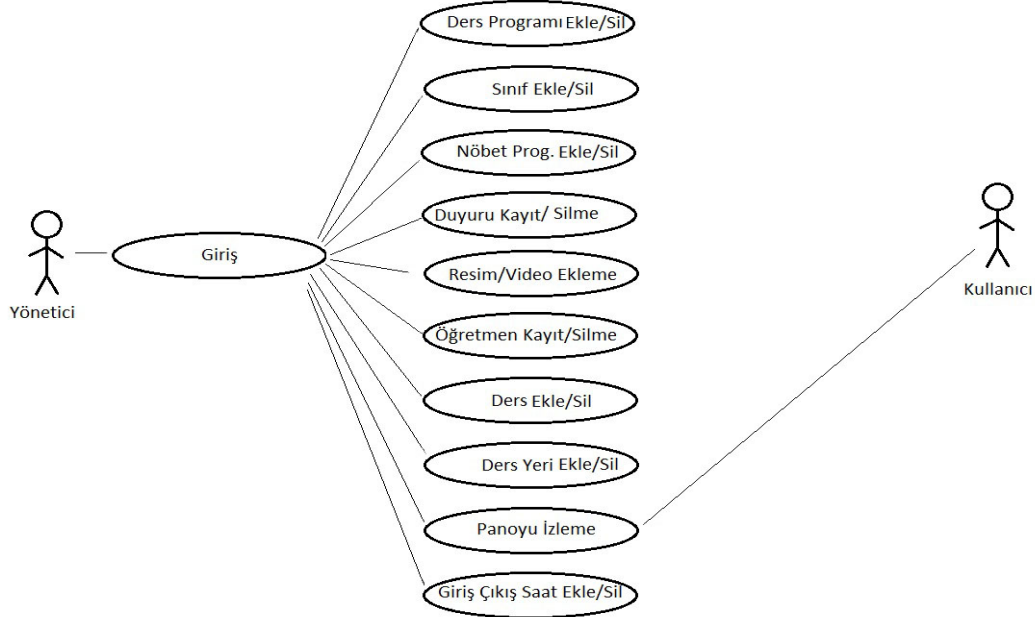 Ders Programı Ekle/Sil
Sınıf Ekle/Sil
Nöbet Prog. Ekle/Sil
Duyuru Kayıt/ Silme
Giriş
Resim/Video Ekleme
Yönetici
Kullanıcı
Öğretmen Kayıt/Silme
Ders Ekle/Sil
Ders Yeri Ekle/Sil
Panoyu İzleme
Giriş Çıkış Saat Ekle/Sil